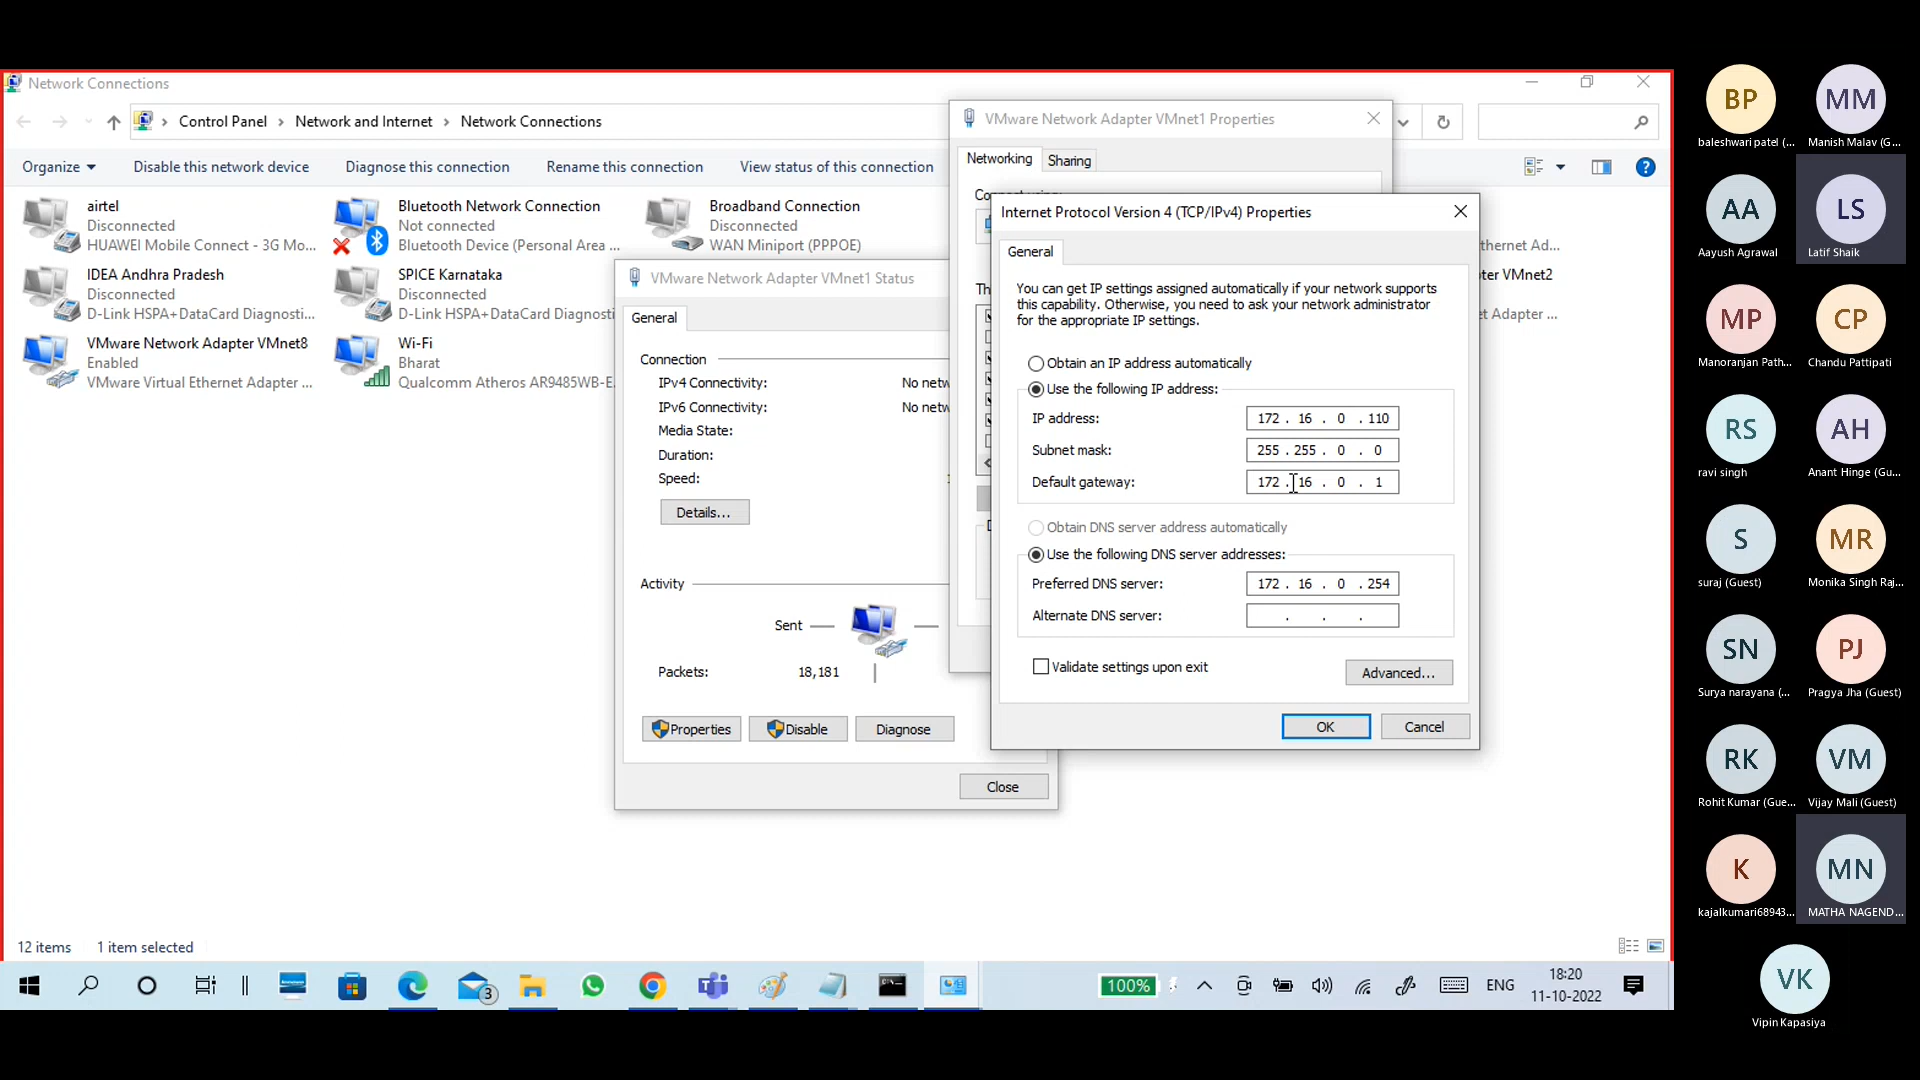 Network Connections
Control Panel > Network and Internet > Network Connections
Organize
Disable this network device
Diagnose this connection
Rename this connection
View status of this connection
airtel
Disconnected
HUAWEI Mobile Connect - 3G Mo...
Bluetooth Network Connection
Not connected
Bluetooth Device (Personal Area ...
Broadband Connection
Disconnected
WAN Miniport (PPPOE)
IDEA Andhra Pradesh
Disconnected
D-Link HSPA+DataCard Diagnosti...
SPICE Karnataka
Disconnected
D-Link HSPA+DataCard Diagnosti
VMware Network Adapter VMnet8
Enabled
VMware Virtual Ethernet Adapter ...
Wi-Fi
Bharat
Qualcomm Atheros AR9485WB-E...
thernet Ad...
ter VMnet2
et Adapter ...
12 items
1 item selected
VMware Network Adapter VMnet1 Status
General
Connection
IPv4 Connectivity: No netw
IPv6 Connectivity: No netw
Media State:
Duration:
Speed:
Details...
Activity
Sent
Packets: 18,181
Properties
Disable
Diagnose
Close
VMware Network Adapter VMnet1 Properties
Networking
Sharing
Internet Protocol Version 4 (TCP/IPv4) Properties
General
You can get IP settings assigned automatically if your network supports
this capability. Otherwise, you need to ask your network administrator
for the appropriate IP settings.
Obtain an IP address automatically
Use the following IP address:
IP address: 172 . 16 . 0 . 110
Subnet mask: 255 . 255 . 0 . 0
Default gateway: 172 . 16 . 0 . 1
Obtain DNS server address automatically
Use the following DNS server addresses:
Preferred DNS server: 172 . 16 . 0 . 254
Alternate DNS server: . . .
Validate settings upon exit
Advanced...
OK
Cancel
3
100%
ENG
18:20
11-10-2022
BP
baleshwari patel (...
MM
Manish Malav (G...
AA
Aayush Agrawal
LS
Latif Shaik
MP
Manoranjan Path...
CP
Chandu Pattipati
RS
ravi singh
AH
Anant Hinge (Gu...
S
suraj (Guest)
MR
Monika Singh Raj...
SN
Surya narayana (...
PJ
Pragya Jha (Guest)
RK
Rohit Kumar (Gue...
VM
Vijay Mali (Guest)
K
kajalkumari68943...
MN
MATHA NAGEND...
VK
Vipin Kapasiya